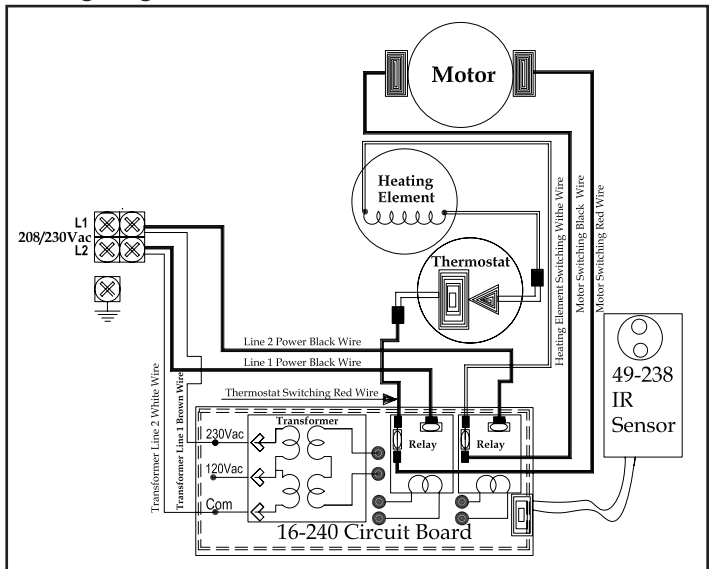 Motor
Heating
Element
L1
208/230Vac
L2
Thermostat
Heating Element Switching Withe Wire
Motor Switching Black Wire
Motor Switching Red Wire
Line 2 Power Black Wire
Line 1 Power Black Wire
Thermostat Switching Red Wire
Transformer Line 2 White Wire
Transformer Line 1 Brown Wire
49-238
IR
Sensor
Transformer
230Vac
120Vac
Com
Relay
Relay
16-240 Circuit Board